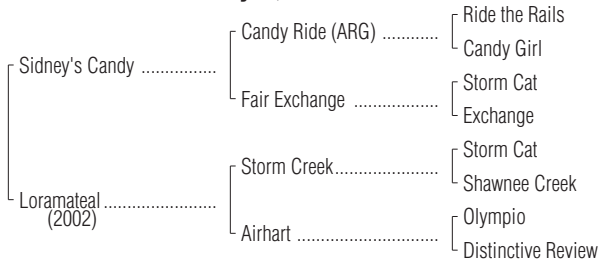 Ride the Rails
Candy Ride (ARG) ............
Candy Girl
Sidney's Candy ................
Storm Cat
Fair Exchange ..................
Exchange
Storm Cat
Storm Creek......................
Shawnee Creek
Loramateal ........................
(2002)
Olympio
Airhart ..............................
Distinctive Review